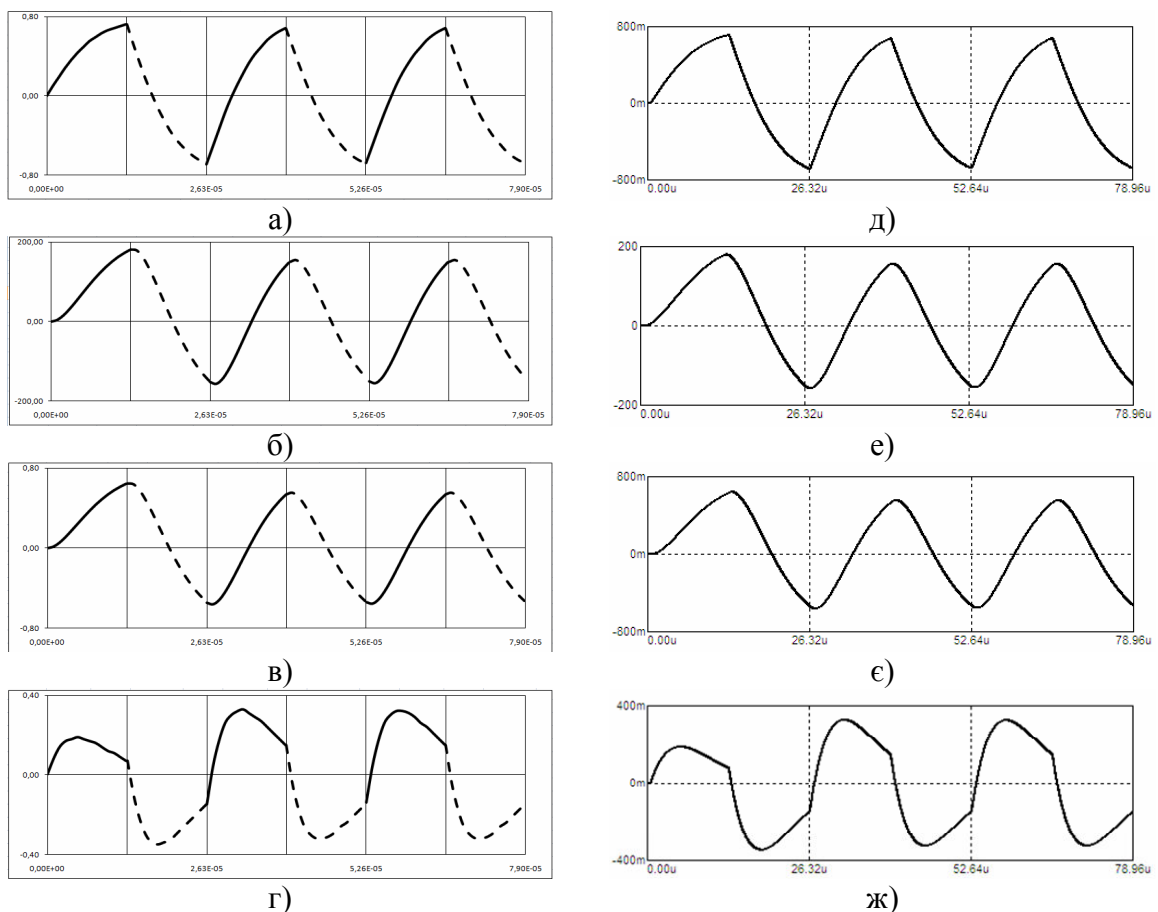 0,80
0,00
-0,80
0,00E+00 2,63E-05 5,26E-05 7,90E-05
а)
800m
0m
-800m
0.00u 26.32u 52.64u 78.96u
д)
200,00
0,00
-200,00
0,00E+00 2,63E-05 5,26E-05 7,90E-05
б)
200
0
-200
0.00u 26.32u 52.64u 78.96u
е)
0,80
0,00
-0,80
0,00E+00 2,63E-05 5,26E-05 7,90E-05
в)
800m
0m
-800m
0.00u 26.32u 52.64u 78.96u
є)
0,40
0,00
-0,40
0,00E+00 2,63E-05 5,26E-05 7,90E-05
г)
400m
0m
-400m
0.00u 26.32u 52.64u 78.96u
ж)